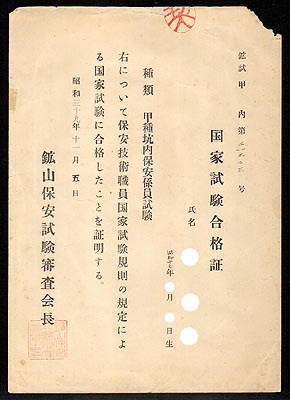 鉱試甲 内第 号
国家試験合格証
氏名
昭和 年 月 日生
種類 甲種坑内保安係員試験
右について保安技術職員国家試験規則の規定によ
る国家試験に合格したことを証明する。
昭和三十九年十一月五日
鉱山保安試験審査会長